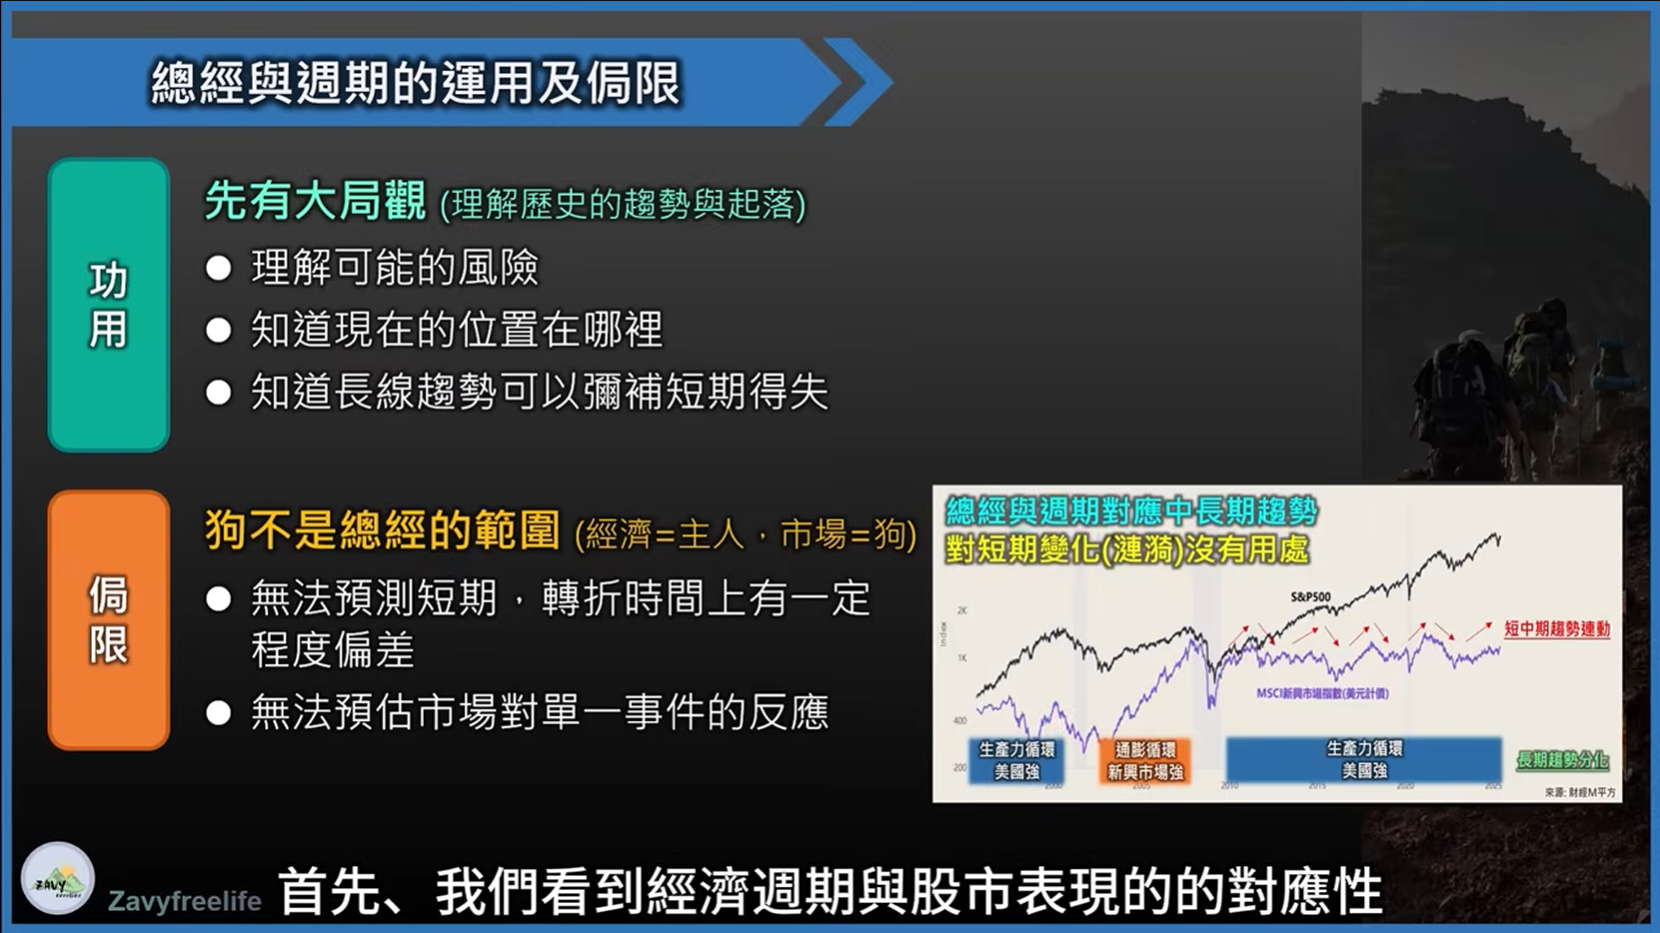 總經與週期的運用及侷限
功用
先有大局觀 (理解歷史的趨勢與起落)
● 理解可能的風險
● 知道現在的位置在哪裡
● 知道長線趨勢可以彌補短期得失
侷限
狗不是總經的範圍 (經濟=主人，市場=狗)
● 無法預測短期，轉折時間上有一定
程度偏差
● 無法預估市場對單一事件的反應
總經與週期對應中長期趨勢
對短期變化(漣漪)沒有用處
S&P500
短中期趨勢連動
MSCI新興市場指數(美元計價)
Index
2K
1K
400
200
生產力循環
美國強
通膨循環
新興市場強
生產力循環
美國強
長期趨勢分化
2000
2005
2010
2015
2020
2025
來源: 財經M平方
ZAVY
freelife
Zavyfreelife
首先、我們看到經濟週期與股市表現的的對應性